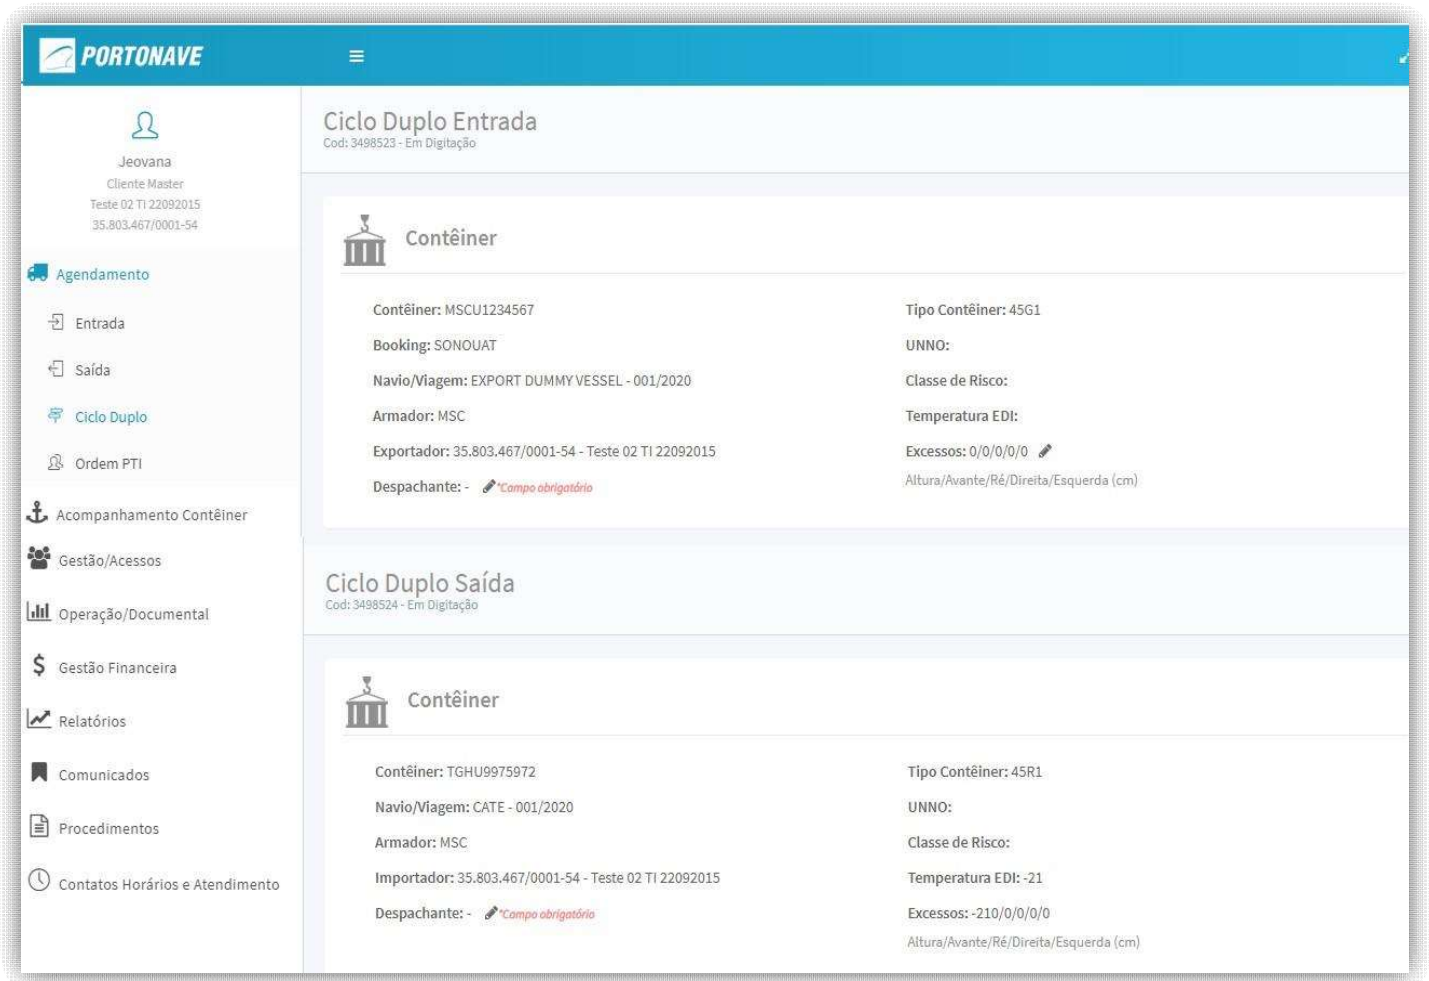 PORTONAVE
Jeovana
Cliente Master
Teste 02 TI 22092015
35.803.467/0001-54
Agendamento
Entrada
Saída
Ciclo Duplo
Ordem PTI
Acompanhamento Contêiner
Gestão/Acessos
Operação/Documental
Gestão Financeira
Relatórios
Comunicados
Procedimentos
Contatos Horários e Atendimento
Ciclo Duplo Entrada
Cod: 3498523 - Em Digitação
Contêiner
Contêiner: MSCU1234567
Booking: SONOUAT
Navio/Viagem: EXPORT DUMMY VESSEL - 001/2020
Armador: MSC
Exportador: 35.803.467/0001-54 - Teste 02 TI 22092015
Despachante: - *Campo obrigatório
Tipo Contêiner: 45G1
UNNO:
Classe de Risco:
Temperatura EDI:
Excessos: 0/0/0/0/0
Altura/Avante/Ré/Direita/Esquerda (cm)
Ciclo Duplo Saída
Cod: 3498524 - Em Digitação
Contêiner
Contêiner: TGHU9975972
Navio/Viagem: CATE - 001/2020
Armador: MSC
Importador: 35.803.467/0001-54 - Teste 02 TI 22092015
Despachante: - *Campo obrigatório
Tipo Contêiner: 45R1
UNNO:
Classe de Risco:
Temperatura EDI: -21
Excessos: -210/0/0/0/0
Altura/Avante/Ré/Direita/Esquerda (cm)